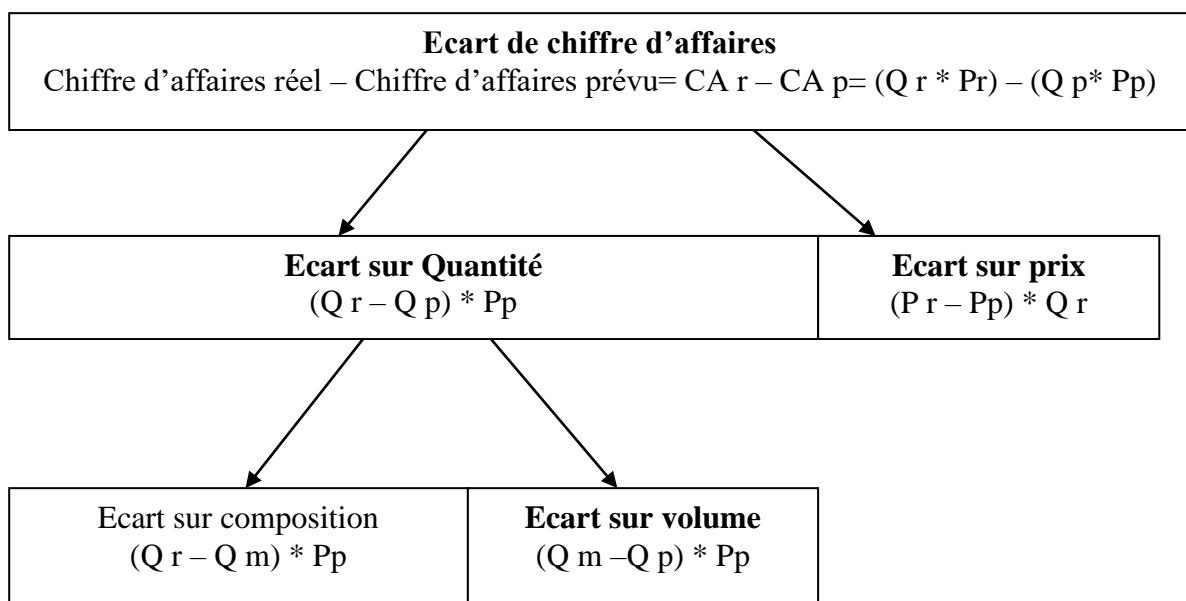 Ecart de chiffre d’affaires
Chiffre d’affaires réel – Chiffre d’affaires prévu= CA r – CA p= (Q r * Pr) – (Q p* Pp)
Ecart sur Quantité
(Q r – Q p) * Pp
Ecart sur prix
(P r – Pp) * Q r
Ecart sur composition
(Q r – Q m) * Pp
Ecart sur volume
(Q m –Q p) * Pp